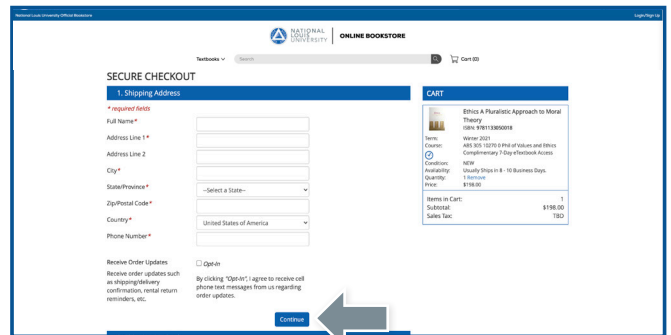 National Louis University Official Bookstore
Login/Sign Up
NATIONAL
LOUIS
UNIVERSITY
ONLINE BOOKSTORE
Textbooks
Search
Cart (0)
SECURE CHECKOUT
1. Shipping Address
* required fields
Full Name*
Address Line 1*
Address Line 2
City*
State/Province*
--Select a State--
Zip/Postal Code*
Country*
United States of America
Phone Number*
Receive Order Updates
Opt-In
Receive order updates such
as shipping/delivery
confirmation, rental return
reminders, etc.
By clicking "Opt-In", I agree to receive cell
phone text messages from us regarding
order updates.
Continue
CART
Ethics A Pluralistic Approach to Moral
Theory
ISBN: 9781133050018
Term: Winter 2021
Course: ABS 305 10270 0 Phil of Values and Ethics
Complimentary 7-Day eTextbook Access
Condition: NEW
Availability: Usually Ships in 8 - 10 Business Days.
Quantity: 1 Remove
Price: $198.00
Items in Cart: 1
Subtotal: $198.00
Sales Tax: TBD